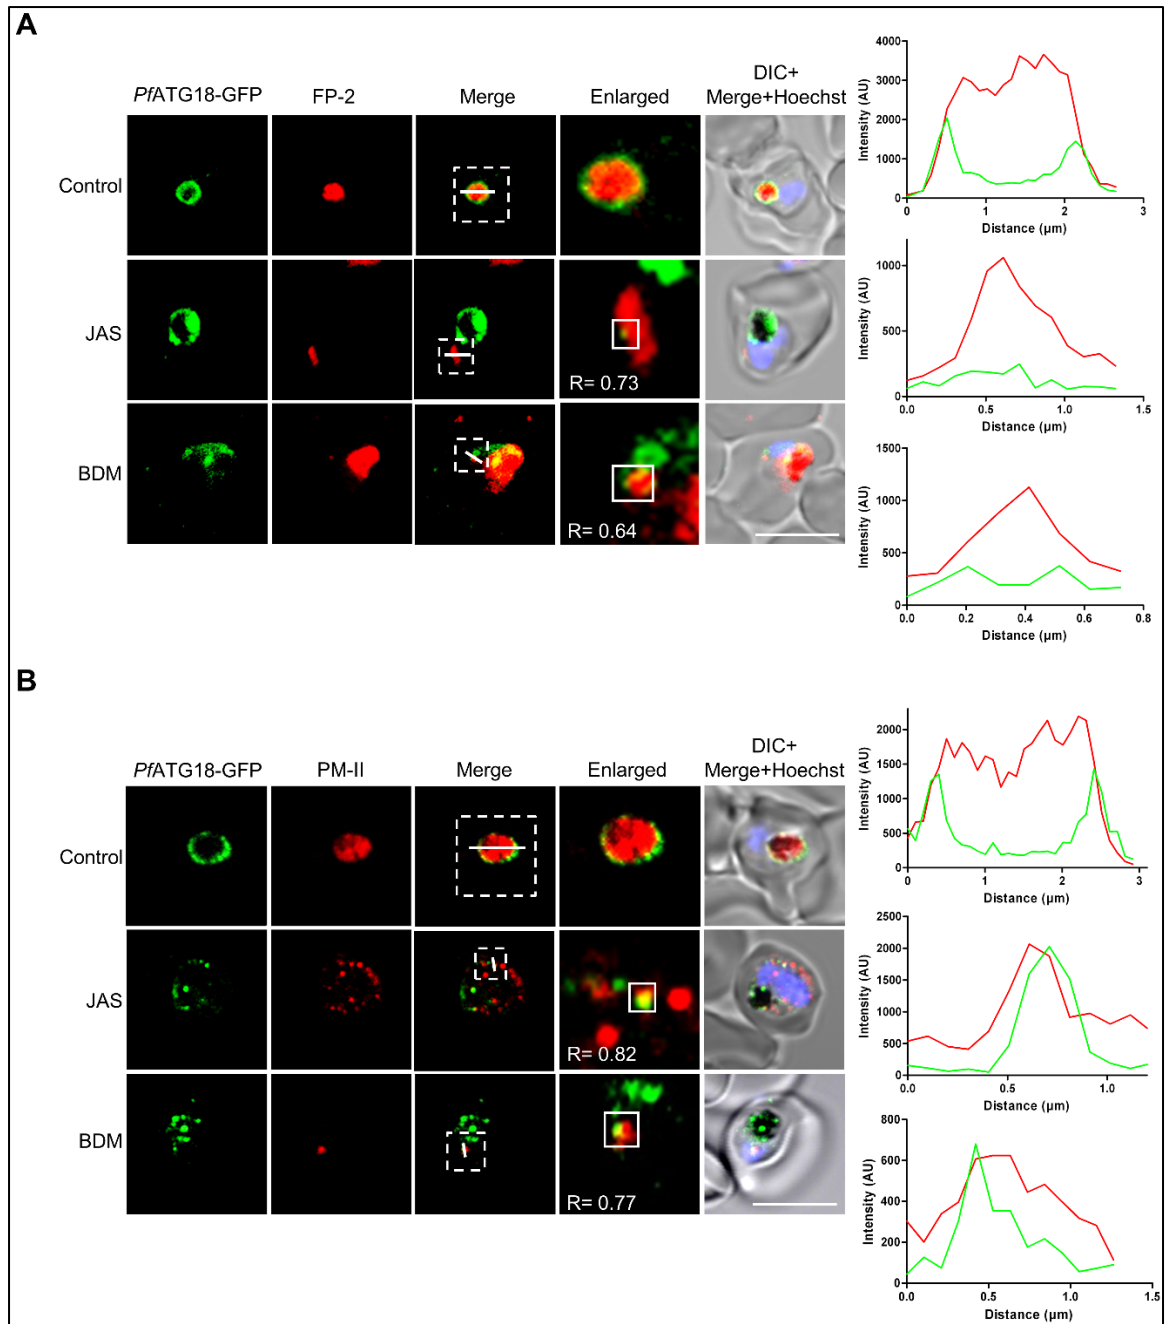 A
PfATG18-GFP
FP-2
Merge
Enlarged
DIC+
Merge+Hoechst
Control
JAS
R= 0.73
BDM
R= 0.64
Intensity (AU)
4000
3000
2000
1000
0
0
1
2
3
Distance (µm)
Intensity (AU)
1000
500
0
0.0
0.5
1.0
1.5
Distance (µm)
Intensity (AU)
1500
1000
500
0
0.0
0.2
0.4
0.6
0.8
Distance (µm)
B
PfATG18-GFP
PM-II
Merge
Enlarged
DIC+
Merge+Hoechst
Control
JAS
R= 0.82
BDM
R= 0.77
Intensity (AU)
2000
1500
1000
500
0
0
1
2
3
Distance (µm)
Intensity (AU)
2500
2000
1500
1000
500
0
0.0
0.5
1.0
Distance (µm)
Intensity (AU)
800
600
400
200
0
0.0
0.5
1.0
1.5
Distance (µm)